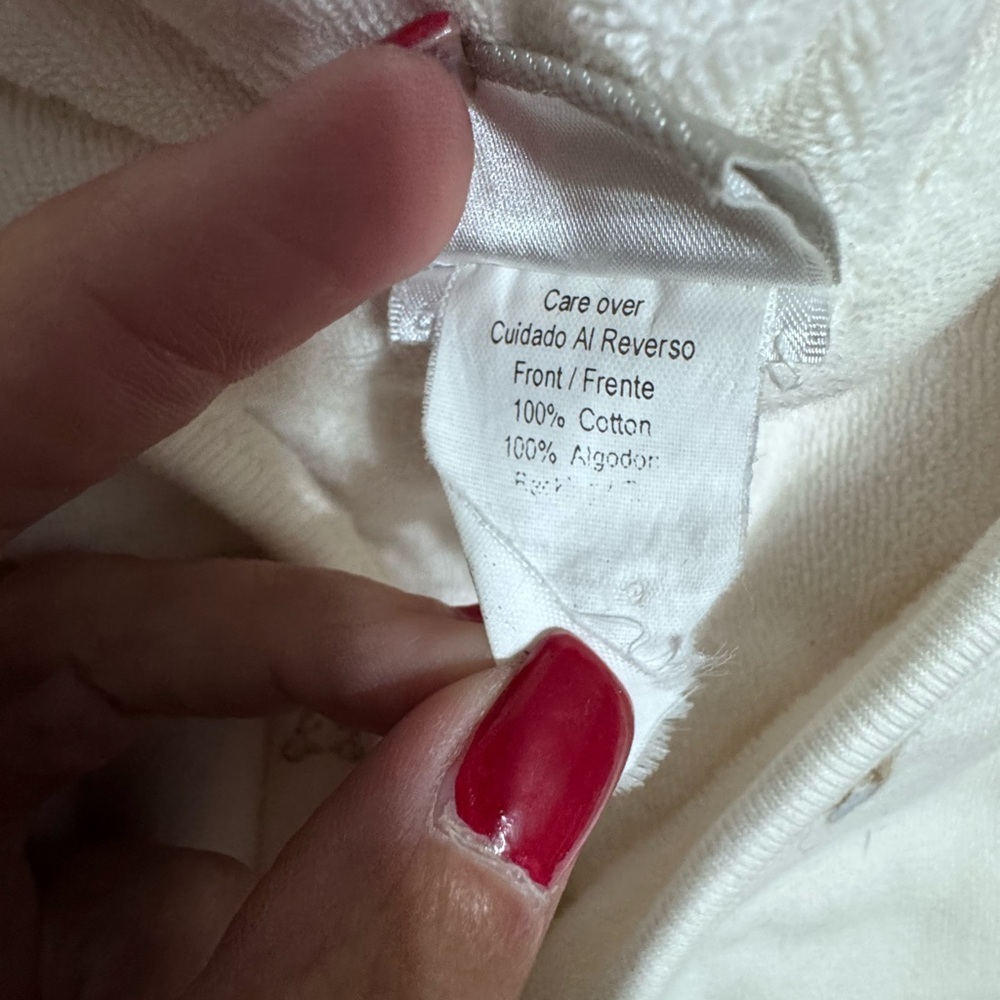 Care over
Cuidado Al Reverso
Front / Frente
100% Cotton
100% Algodon